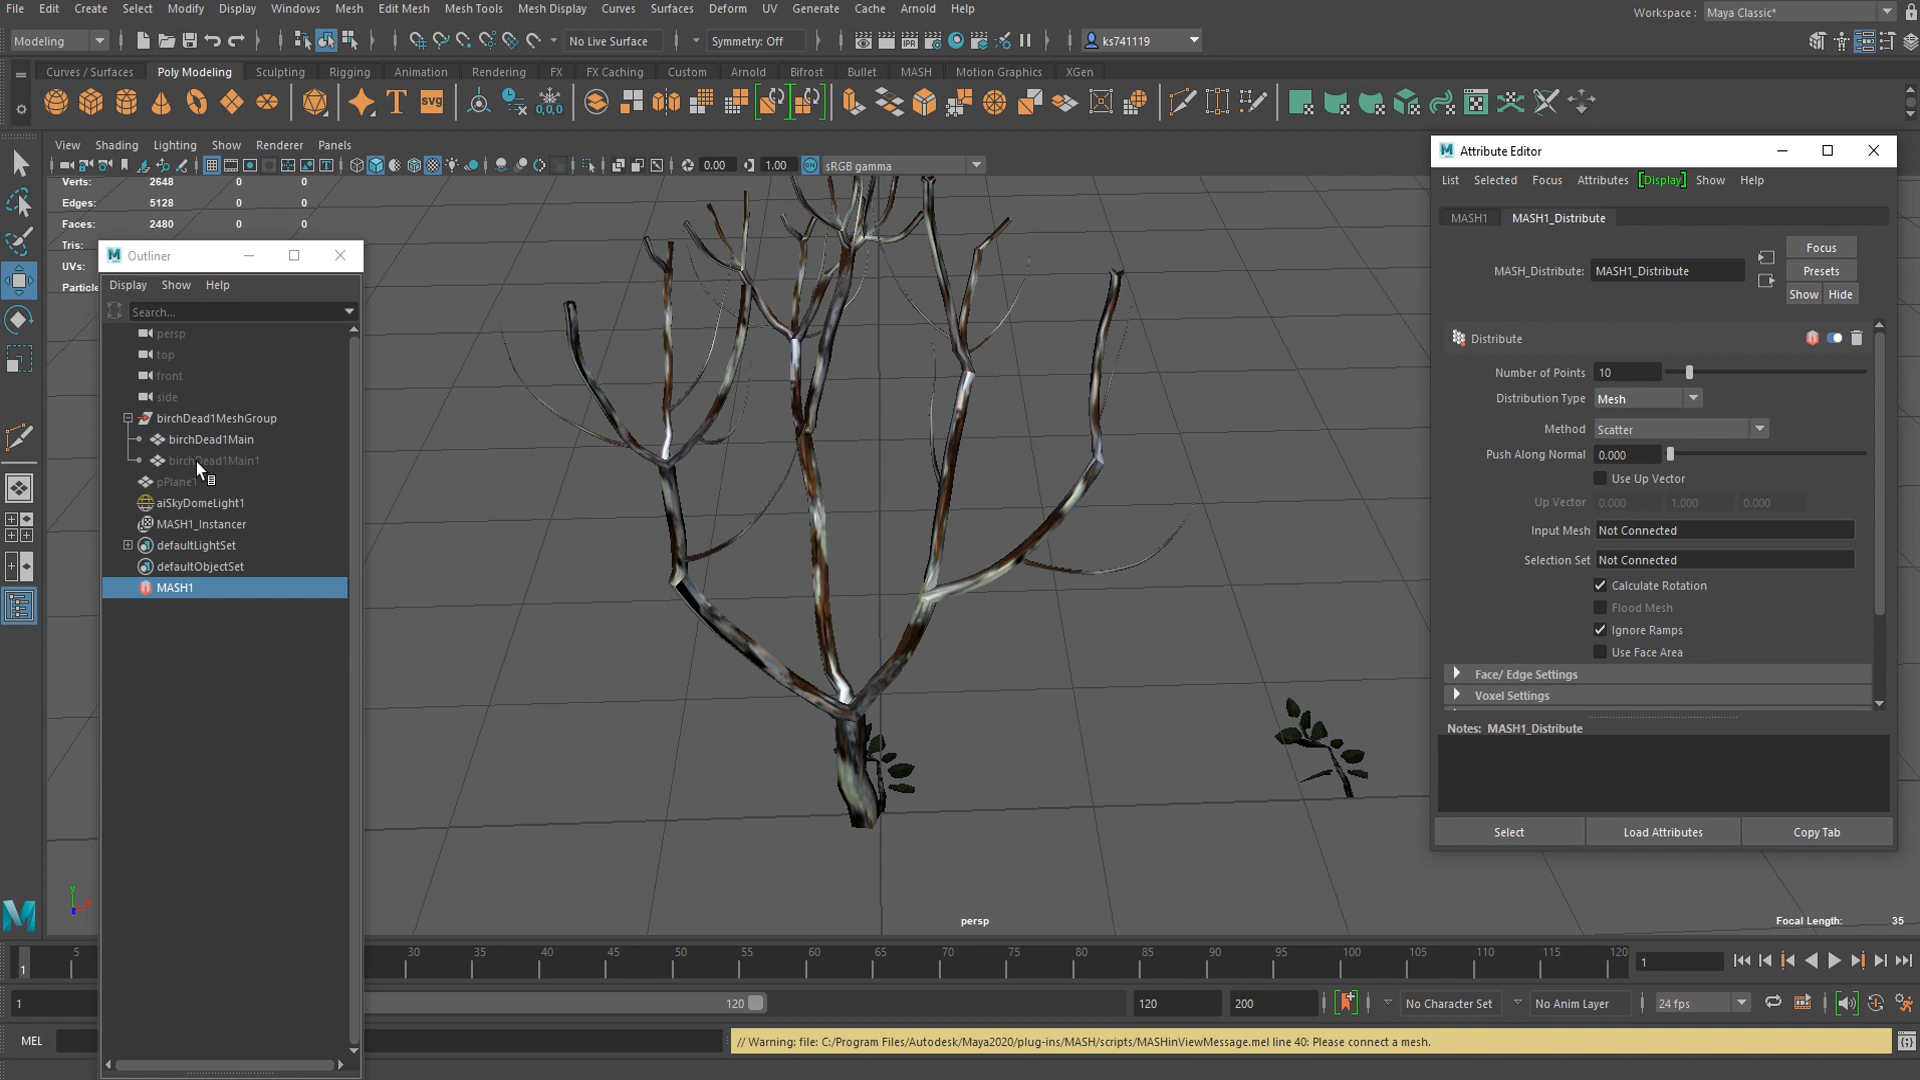 File Edit Create Select Modify Display Windows Mesh Edit Mesh Mesh Tools Mesh Display Curves Surfaces Deform UV Generate Cache Arnold Help
Workspace : Maya Classic*
Modeling
No Live Surface
Symmetry: Off
ks741119
Curves / Surfaces Poly Modeling Sculpting Rigging Animation Rendering FX FX Caching Custom Arnold Bifrost Bullet MASH Motion Graphics XGen
T SVG 0,0,0
View Shading Lighting Show Renderer Panels
IPR
0.00 1.00 ON sRGB gamma
Verts: 2648 0 0
Edges: 5128 0 0
Faces: 2480 0 0
Tris:
UVs:
Particle
M Outliner
Display Show Help
Search...
persp
top
front
side
birchDead1MeshGroup
birchDead1Main
birchDead1Main1
pPlane1
aiSkyDomeLight1
MASH1_Instancer
defaultLightSet
defaultObjectSet
MASH1
M Attribute Editor
List Selected Focus Attributes Display Show Help
MASH1 MASH1_Distribute
MASH_Distribute: MASH1_Distribute
Focus
Presets
Show Hide
Distribute
Number of Points 10
Distribution Type Mesh
Method Scatter
Push Along Normal 0.000
Use Up Vector
Up Vector 0.000 1.000 0.000
Input Mesh Not Connected
Selection Set Not Connected
Calculate Rotation
Flood Mesh
Ignore Ramps
Use Face Area
Face/ Edge Settings
Voxel Settings
Notes: MASH1_Distribute
Select Load Attributes Copy Tab
persp
Focal Length: 35
y
z
M
1 5 30 35 40 45 50 55 60 65 70 75 80 85 90 95 100 105 110 115 120
1
1 120 120 200 No Character Set No Anim Layer 24 fps
MEL
// Warning: file: C:/Program Files/Autodesk/Maya2020/plug-ins/MASH/scripts/MASHinViewMessage.mel line 40: Please connect a mesh.